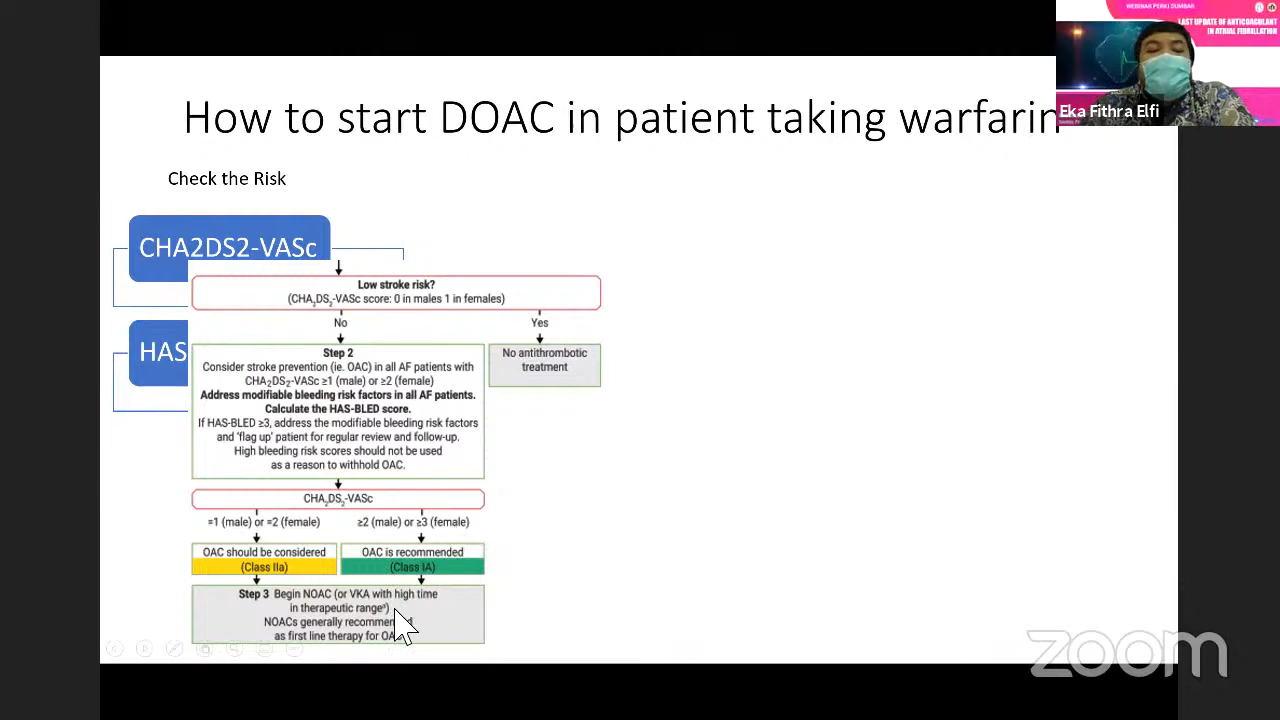 WEBINAR PERKI SUMBAR
LAST UPDATE OF ANTICOAGULANT
IN ATRIAL FIBRILLATION
Eka Fithra Elfi
How to start DOAC in patient taking warfarin
Check the Risk
CHA2DS2-VASc
Low stroke risk?
(CHA2DS2-VASc score: 0 in males 1 in females)
No
Yes
HAS
Step 2
Consider stroke prevention (ie. OAC) in all AF patients with
CHA2DS2-VASc ≥1 (male) or ≥2 (female)
Address modifiable bleeding risk factors in all AF patients.
Calculate the HAS-BLED score.
If HAS-BLED ≥3, address the modifiable bleeding risk factors
and 'flag up' patient for regular review and follow-up.
High bleeding risk scores should not be used
as a reason to withhold OAC.
No antithrombotic
treatment
CHA2DS2-VASc
=1 (male) or =2 (female)
≥2 (male) or ≥3 (female)
OAC should be considered
(Class IIa)
OAC is recommended
(Class IA)
Step 3 Begin NOAC (or VKA with high time
in therapeutic rangeª)
NOACs generally recommended
as first line therapy for OA
zoom